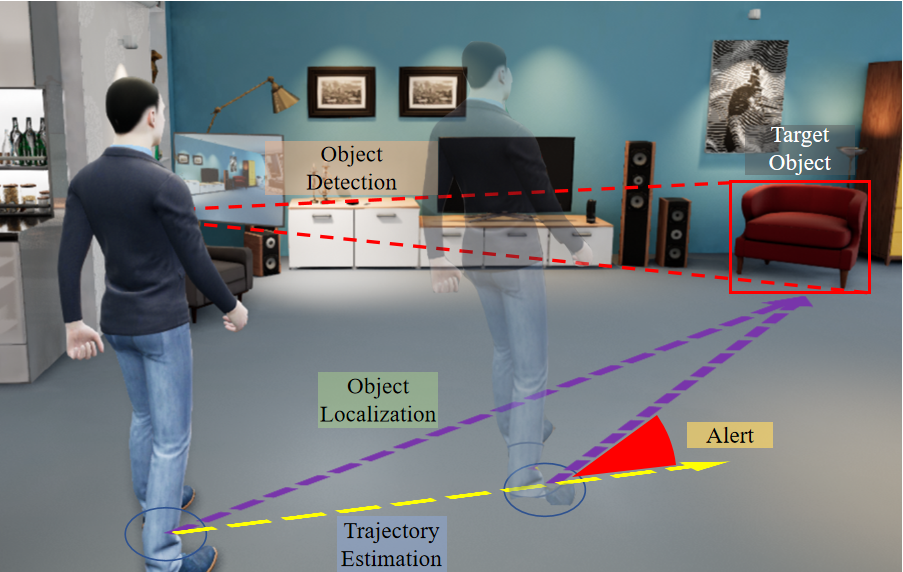 Object
Detection
Target
Object
Object
Localization
Alert
Trajectory
Estimation